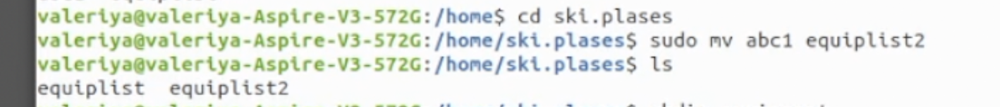 valeriya@valeriya-Aspire-V3-572G:/home$ cd ski.plases
valeriya@valeriya-Aspire-V3-572G:/home/ski.plases$ sudo mv abc1 equiplist2
valeriya@valeriya-Aspire-V3-572G:/home/ski.plases$ ls
equiplist  equiplist2